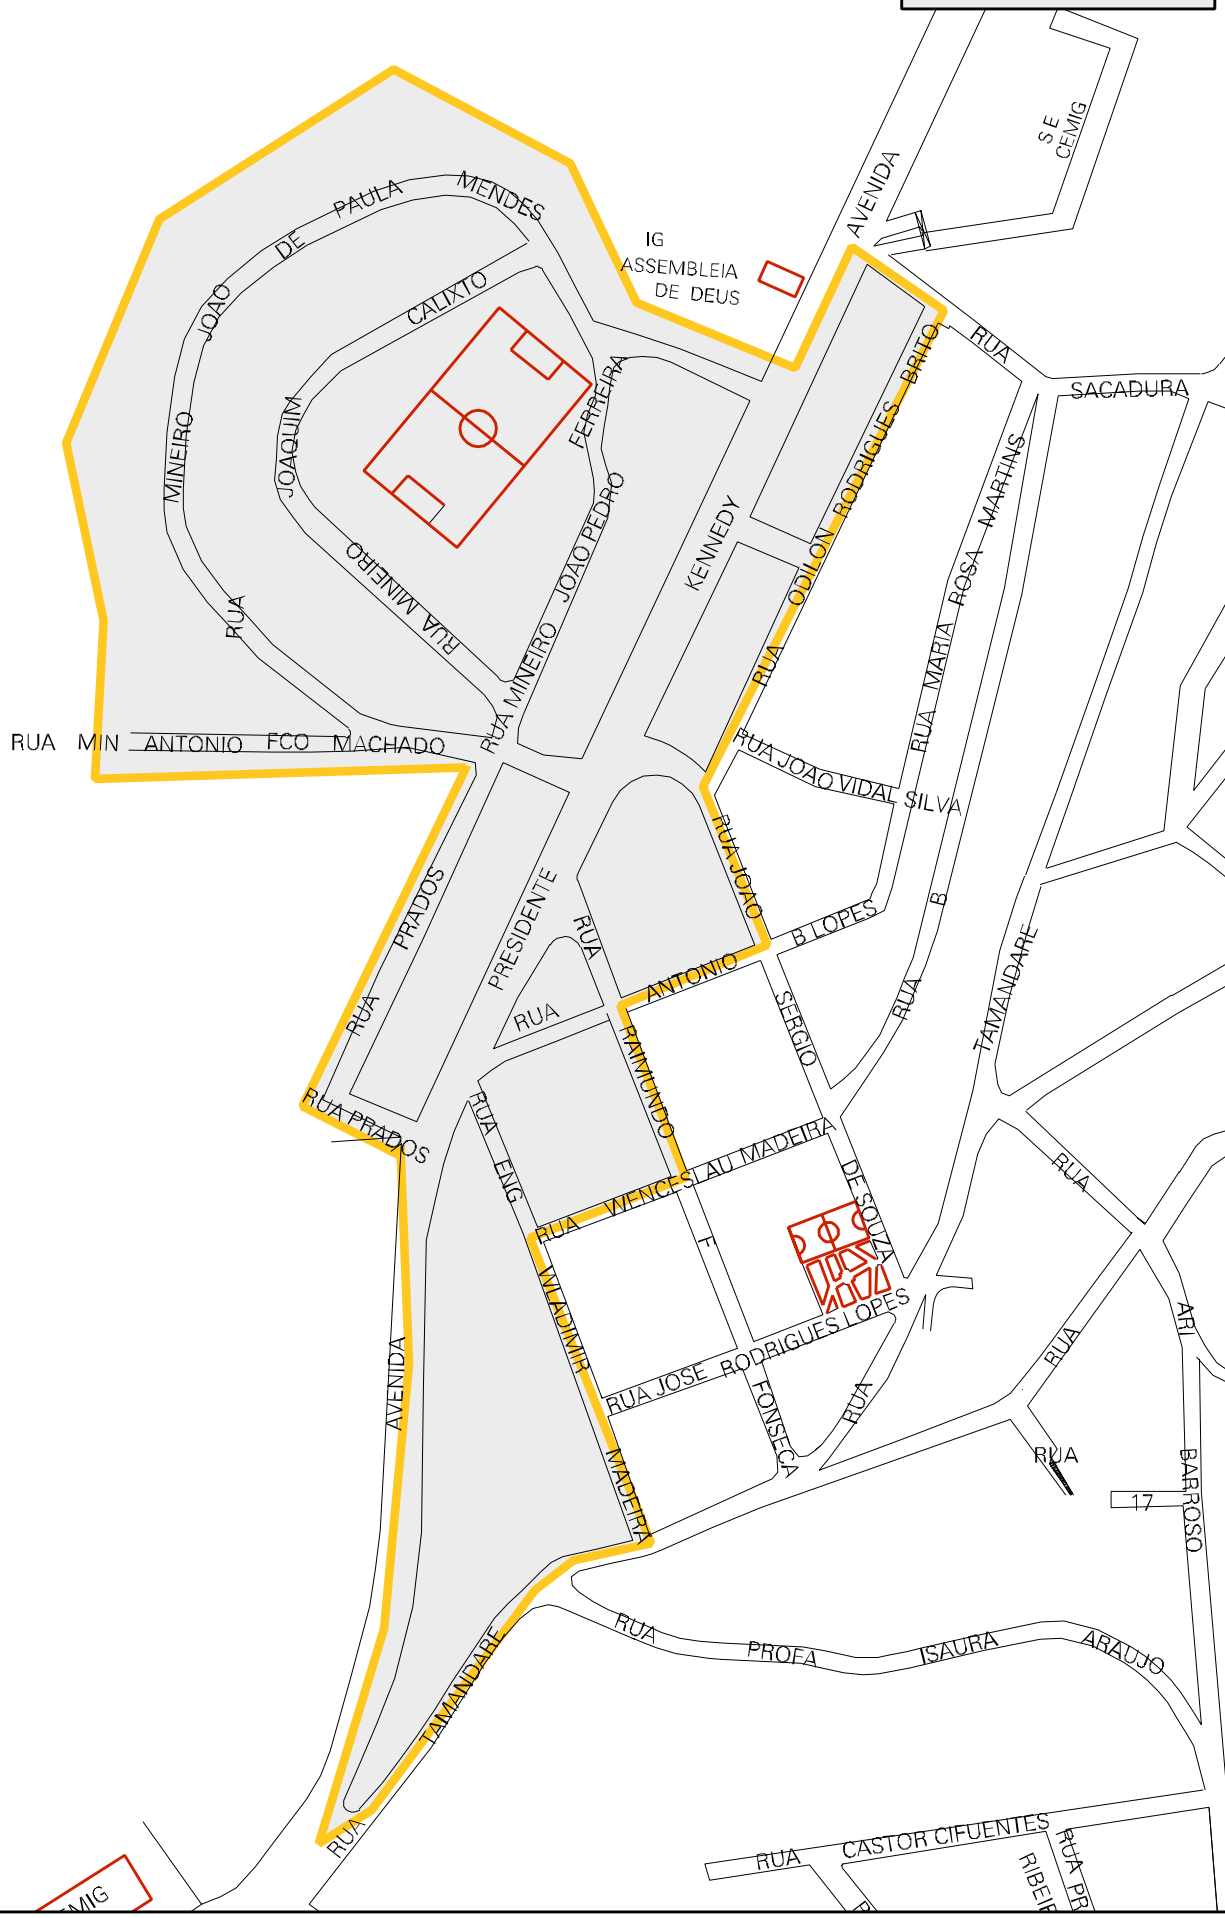 S E
CEMIG
AVENIDA
IG
ASSEMBLEIA
DE DEUS
RUA MINEIRO JOAO DE PAULA MENDES
RUA MINEIRO JOAQUIM CALIXTO
RUA MINEIRO JOAO PEDRO FERREIRA
RUA SACADURA
RUA ODILON RODRIGUES BRITO
KENNEDY
RUA MARIA ROSA MARTINS
RUA MIN ANTONIO FCO MACHADO
RUA JOAO VIDAL SILVA
RUA PRADOS
PRESIDENTE
RUA JOAO
SERGIO
DE SOUZA
RUA
ANTONIO
B LOPES
RUA B
TAMANDARE
RUA
RAIMUNDO
F
FONSECA
RUA PRADOS
RUA ENG
WLADIMIR
MADEIRA
RUA WENCESLAU MADEIRA
RUA
ARI
BARROSO
RUA JOSE RODRIGUES LOPES
RUA
RUA
AVENIDA
RUA
17
RUA PROFA ISAURA ARAUJO
RUA TAMANDARE
RUA CASTOR CIFUENTES
RUA PR
RIBEIR
MIG